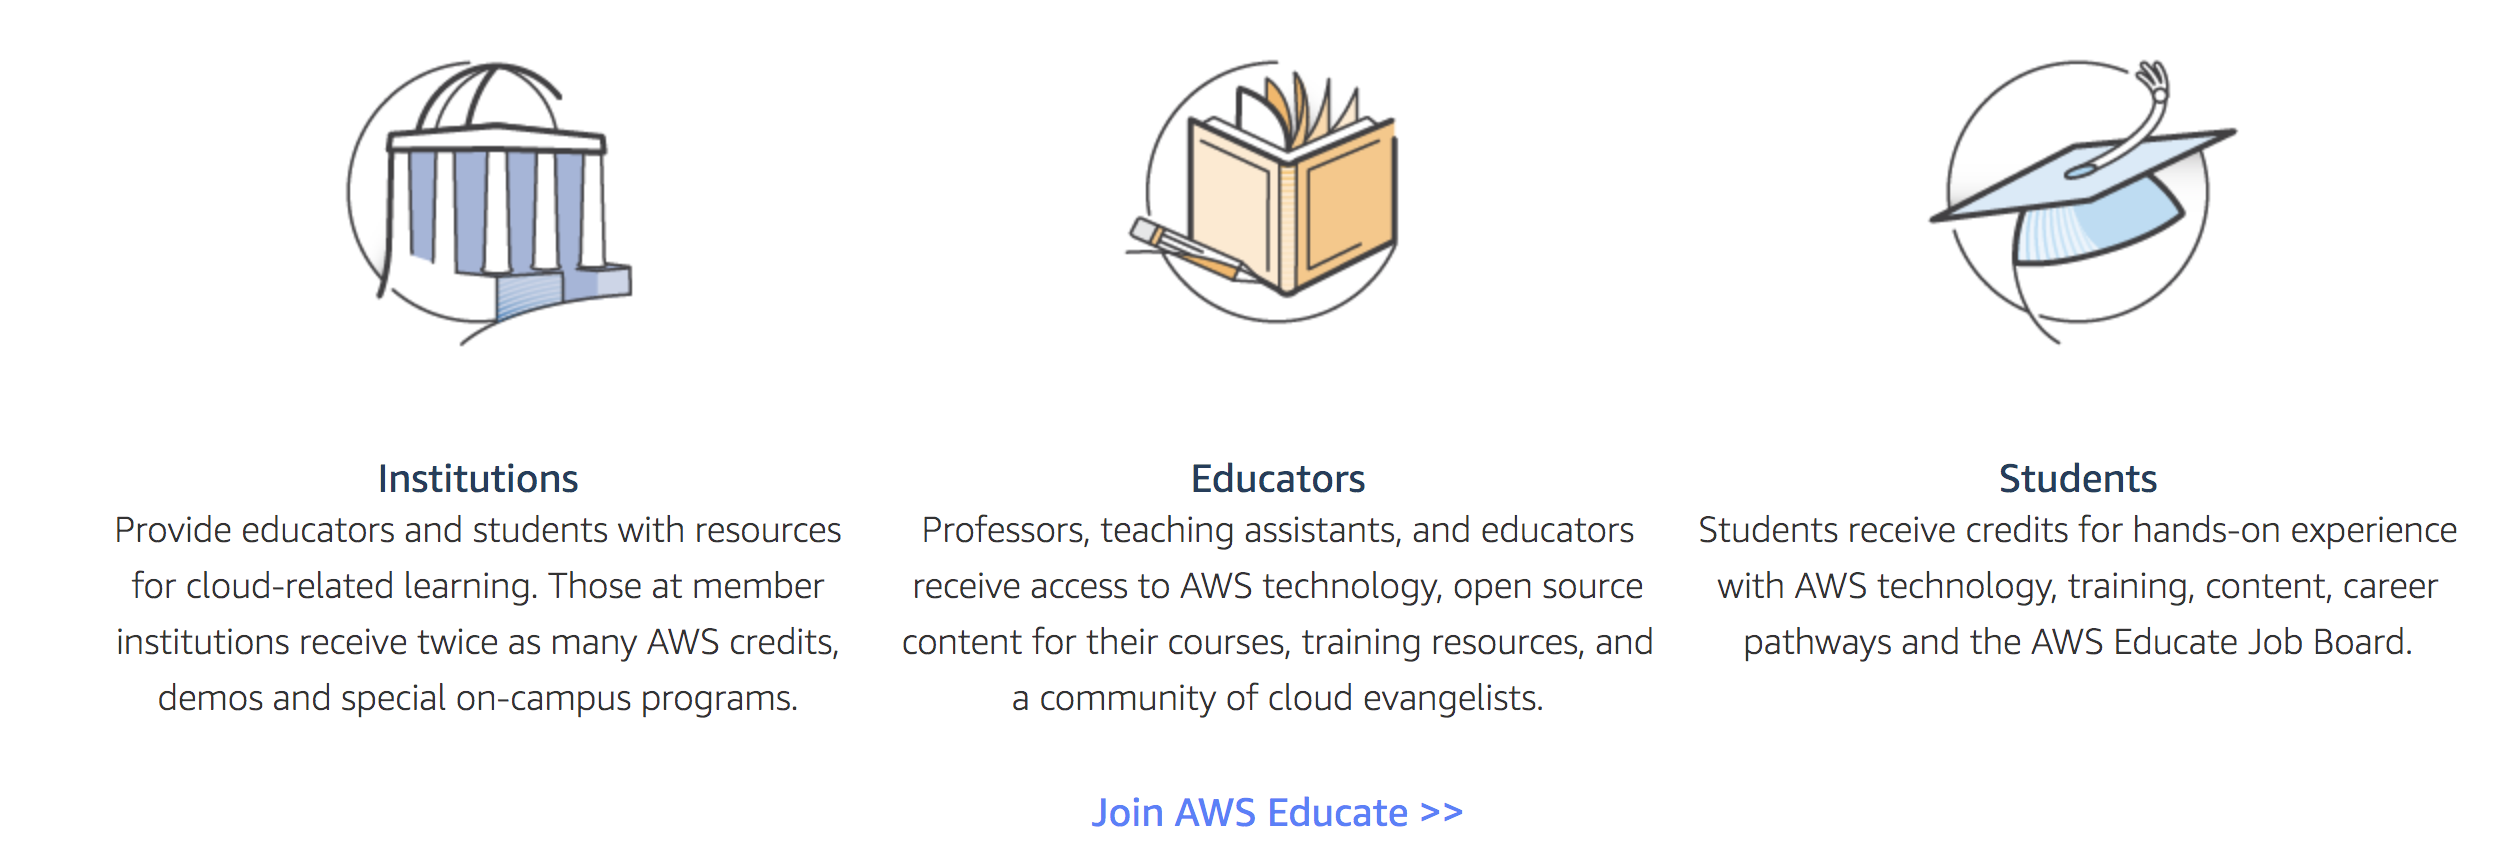 Institutions
Provide educators and students with resources
for cloud-related learning. Those at member
institutions receive twice as many AWS credits,
demos and special on-campus programs.
Educators
Professors, teaching assistants, and educators
receive access to AWS technology, open source
content for their courses, training resources, and
a community of cloud evangelists.
Students
Students receive credits for hands-on experience
with AWS technology, training, content, career
pathways and the AWS Educate Job Board.
Join AWS Educate >>